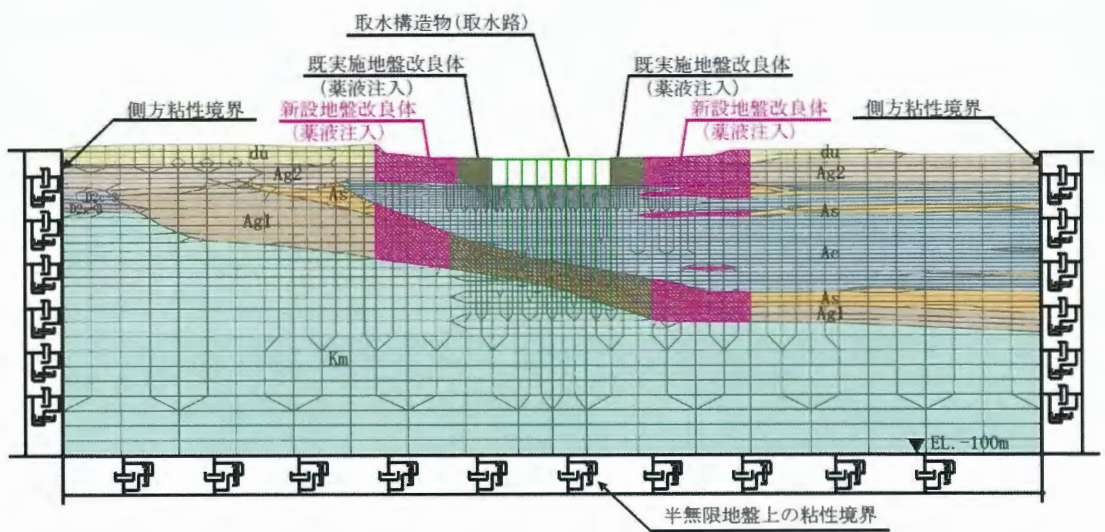 取水構造物(取水路)
既実施地盤改良体
(薬液注入)
既実施地盤改良体
(薬液注入)
側方粘性境界
新設地盤改良体
(薬液注入)
新設地盤改良体
(薬液注入)
側方粘性境界
du
du
Ag2
Ag2
As
As
Ag1
Ac
As
Ag1
Km
EL.-100m
半無限地盤上の粘性境界